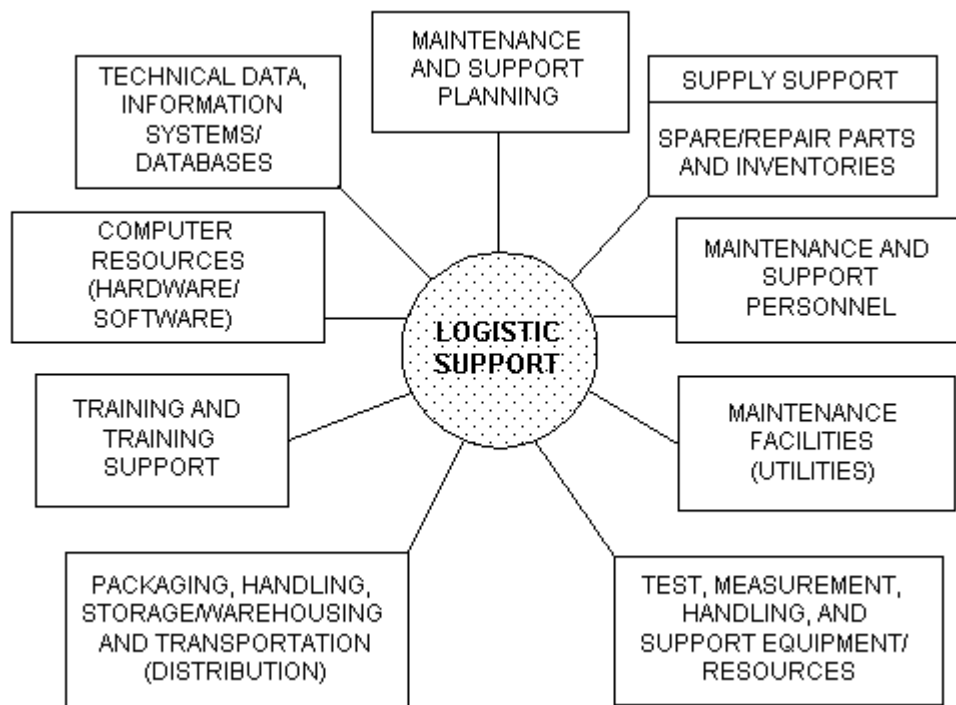 MAINTENANCE
AND SUPPORT
PLANNING
TECHNICAL DATA,
INFORMATION
SYSTEMS/
DATABASES
SUPPLY SUPPORT
SPARE/REPAIR PARTS
AND INVENTORIES
COMPUTER
RESOURCES
(HARDWARE/
SOFTWARE)
MAINTENANCE AND
SUPPORT
PERSONNEL
LOGISTIC
SUPPORT
TRAINING AND
TRAINING
SUPPORT
MAINTENANCE
FACILITIES
(UTILITIES)
PACKAGING, HANDLING,
STORAGE/WAREHOUSING
AND TRANSPORTATION
(DISTRIBUTION)
TEST, MEASUREMENT,
HANDLING, AND
SUPPORT EQUIPMENT/
RESOURCES